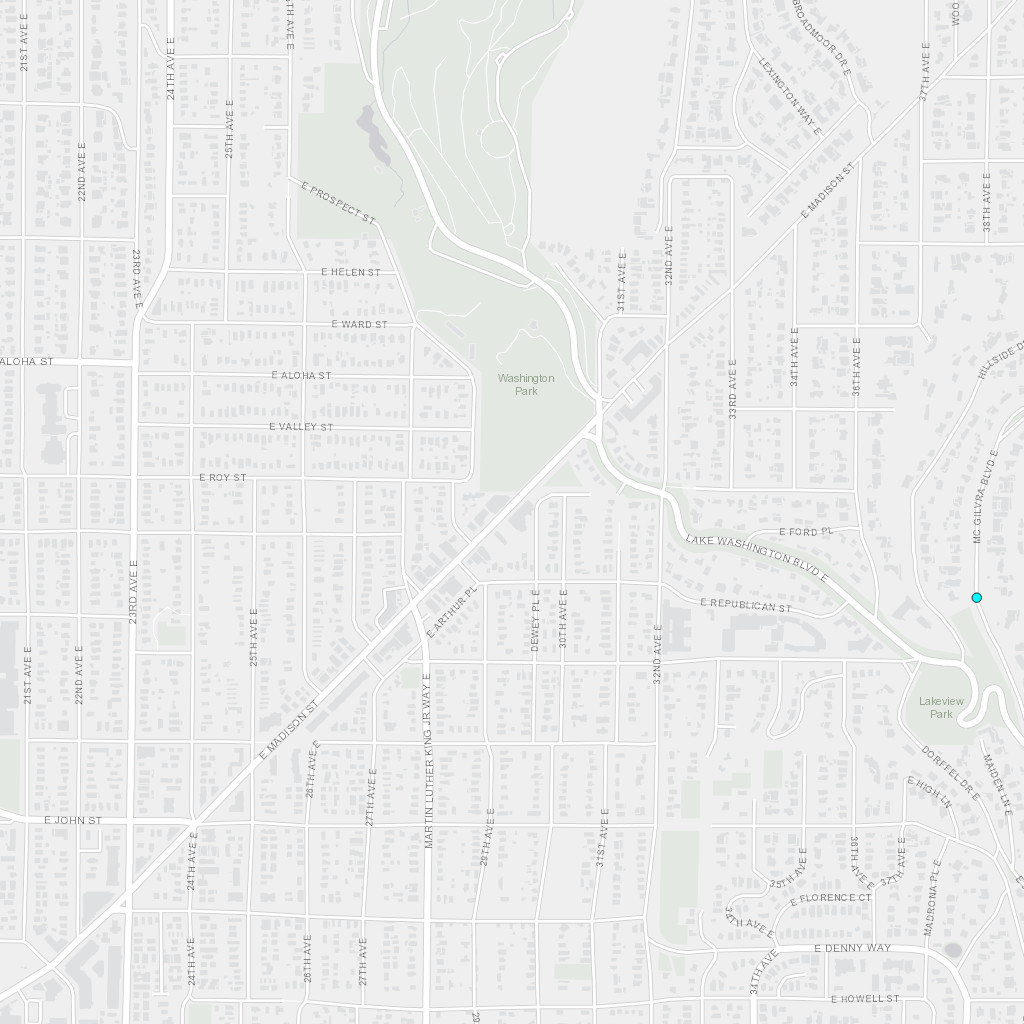 21ST AVE E
24TH AVE E
4TH AVE E
BROADMOOR DR E
WOO
LEXINGTON WAY E
37TH AVE E
25TH AVE E
22ND AVE E
E PROSPECT ST
E MADISON ST
38TH AVE E
23RD AVE E
E HELEN ST
31ST AVE E
32ND AVE E
E WARD ST
ALOHA ST
E ALOHA ST
Washington
Park
33RD AVE E
34TH AVE E
36TH AVE E
HILLSIDE DR
E VALLEY ST
E ROY ST
MC GILVRA BLVD E
E FORD PL
LAKE WASHINGTON BLVD E
23RD AVE E
E ARTHUR PL
DEWEY PL E
30TH AVE E
E REPUBLICAN ST
25TH AVE E
32ND AVE E
21ST AVE E
22ND AVE E
E MADISON ST
MARTIN LUTHER KING JR WAY E
Lakeview
Park
28TH AVE E
27TH AVE E
DORFFEL DR E
MAIDEN LN E
E HIGH LN
E JOHN ST
29TH AVE E
31ST AVE E
24TH AVE E
35TH AVE E
36TH AVE E
37TH AVE E
E
E FLORENCE CT
34TH AVE E
MADRONA PL E
24TH AVE
26TH AVE
27TH AVE
34TH AVE
E DENNY WAY
E HOWELL ST
29